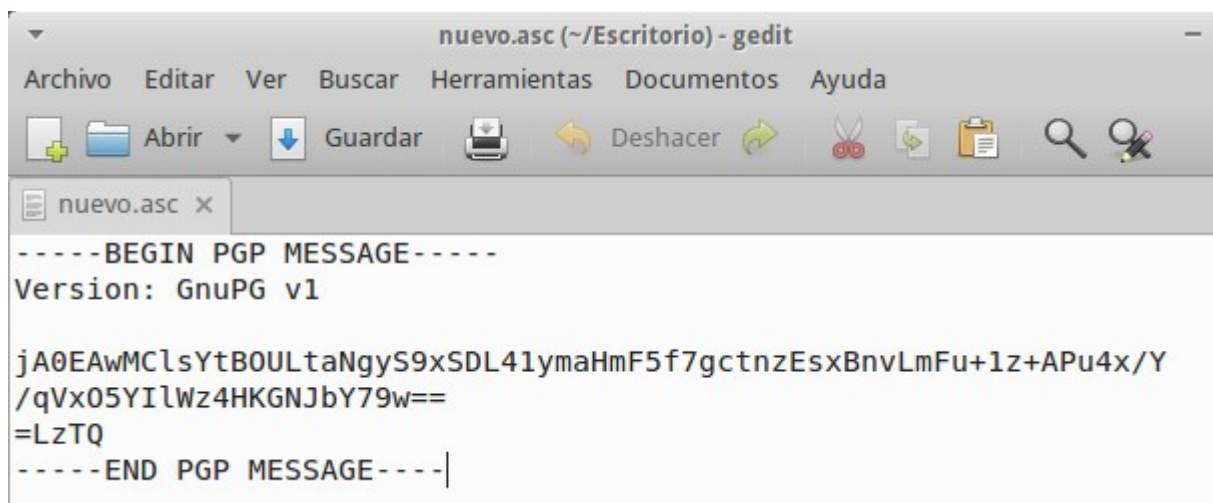 nuevo.asc (~/Escritorio) - gedit
Archivo Editar Ver Buscar Herramientas Documentos Ayuda
Abrir Guardar Deshacer
nuevo.asc
-----BEGIN PGP MESSAGE-----
Version: GnuPG v1
jA0EAwMClsYtBOULtaNgyS9xSDL41ymaHmF5f7gctnzEsxBnvLmFu+1z+APu4x/Y
/qVxO5YIlWz4HKGNJbY79w==
=LzTQ
-----END PGP MESSAGE----